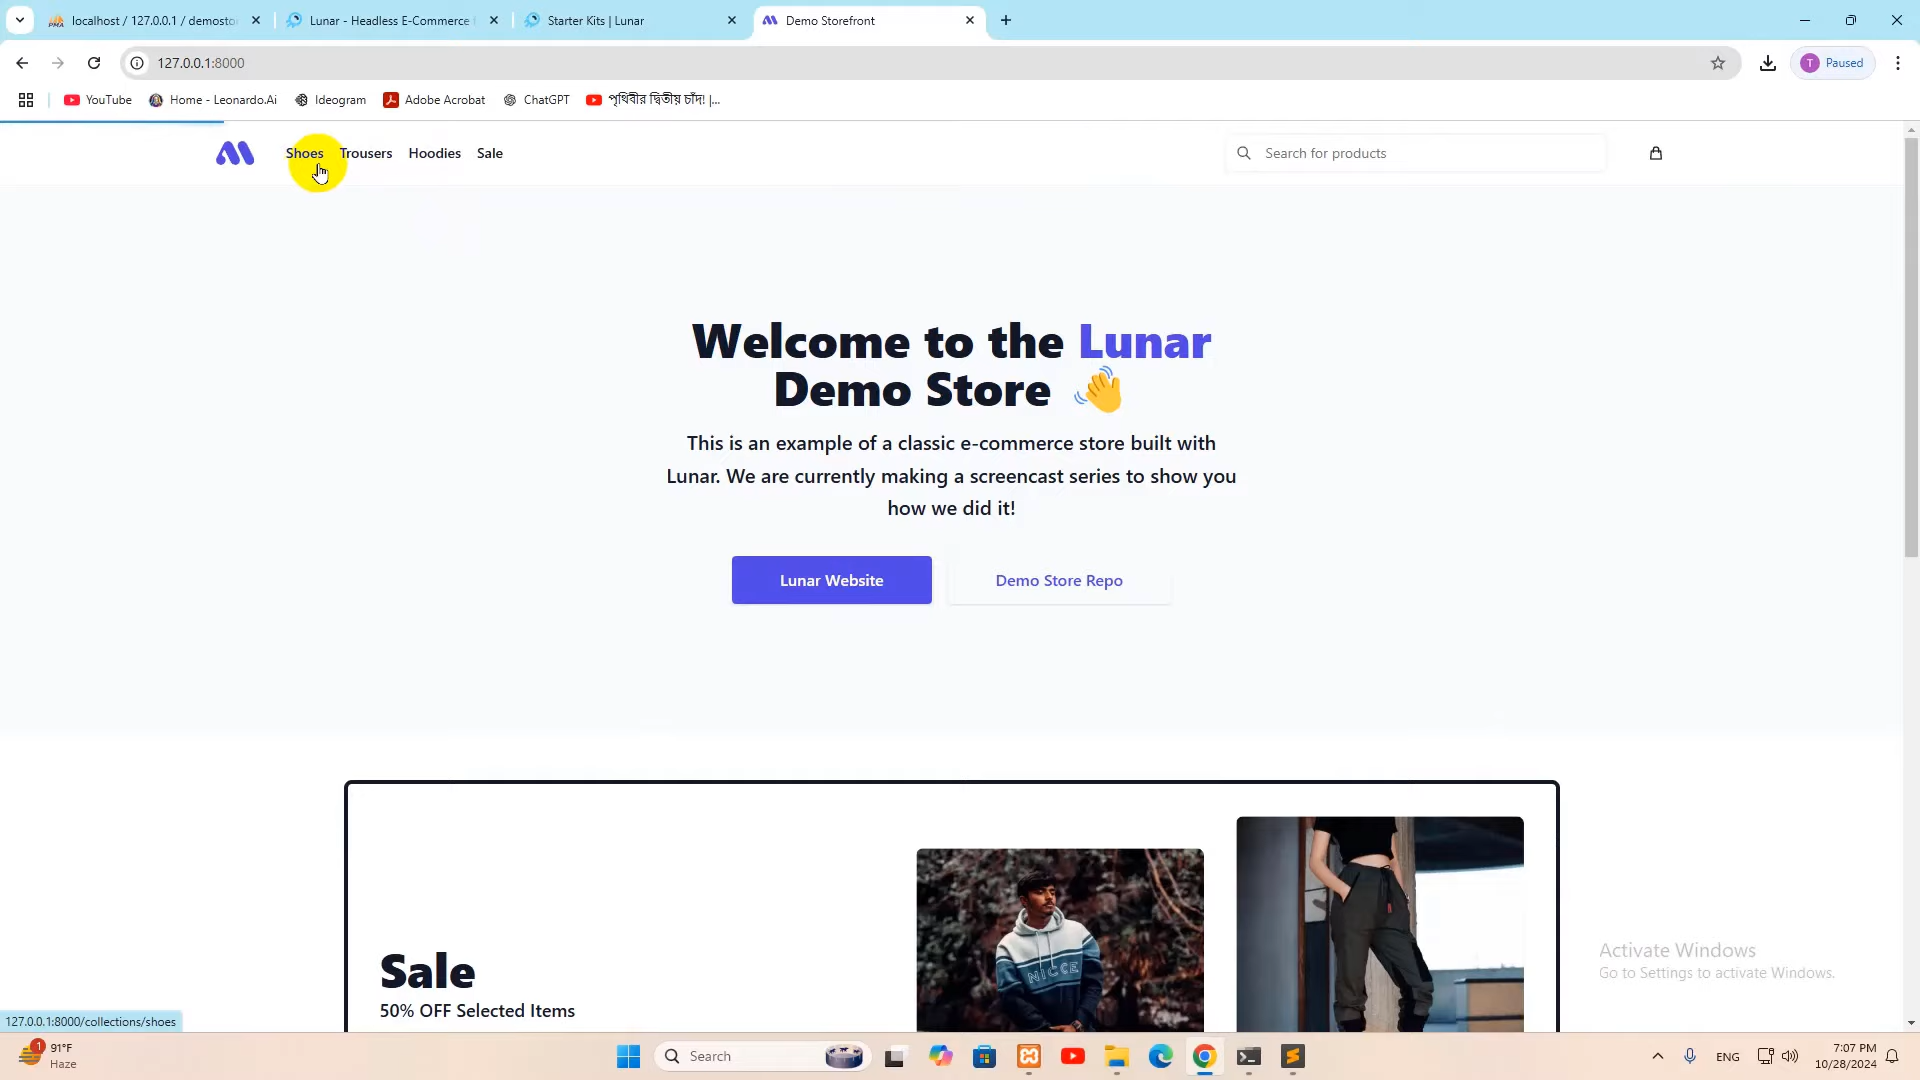 localhost / 127.0.0.1 / demosto
Lunar - Headless E-Commerce
Starter Kits | Lunar
Demo Storefront
127.0.0.1:8000
Paused
YouTube
Home - Leonardo.Ai
Ideogram
Adobe Acrobat
ChatGPT
পৃথিবীর দ্বিতীয় চাঁদ! |...
Shoes
Trousers
Hoodies
Sale
Search for products
Welcome to the Lunar
Demo Store
This is an example of a classic e-commerce store built with
Lunar. We are currently making a screencast series to show you
how we did it!
Lunar Website
Demo Store Repo
NICCE
Sale
50% OFF Selected Items
Activate Windows
Go to Settings to activate Windows.
127.0.0.1:8000/collections/shoes
1
91°F
Haze
Search
ENG
7:07 PM
10/28/2024